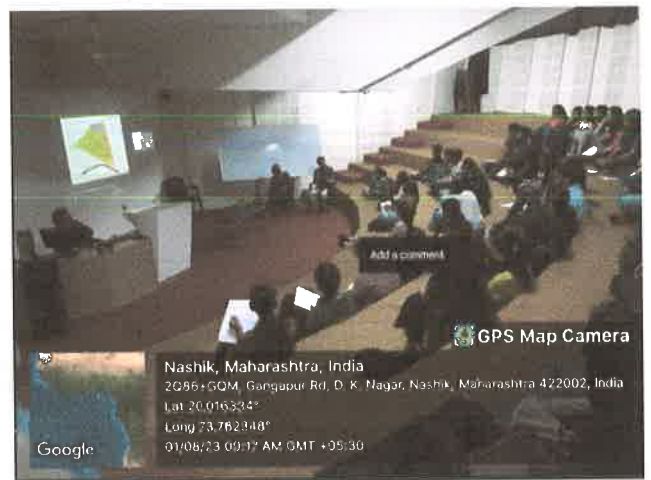 Add a comment
GPS Map Camera
Nashik, Maharashtra, India
2Q86+GQM, Gangapur Rd, D. K. Nagar, Nashik, Maharashtra 422002, India
Lat 20.016334°
Long 73.762348°
01/08/23 09:17 AM GMT +05:30
Google